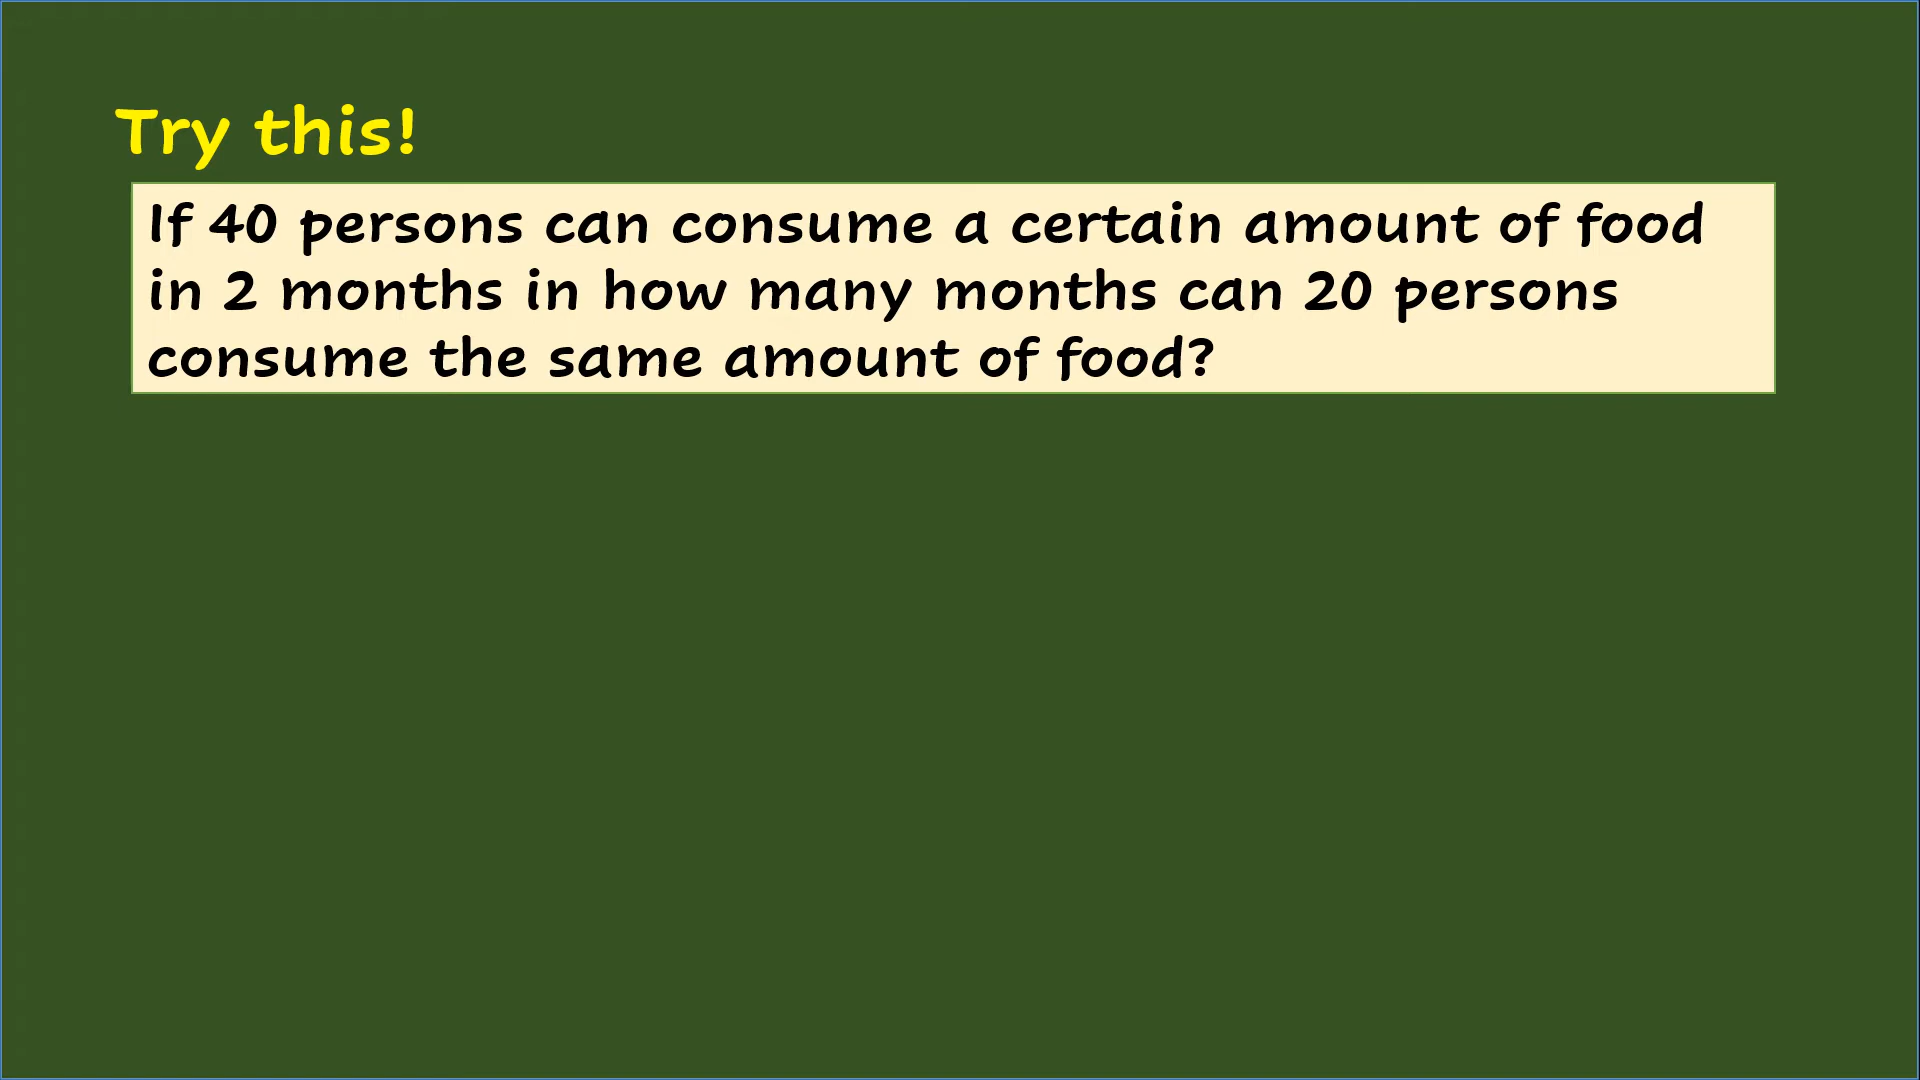 Try this!
If 40 persons can consume a certain amount of food
in 2 months in how many months can 20 persons
consume the same amount of food?